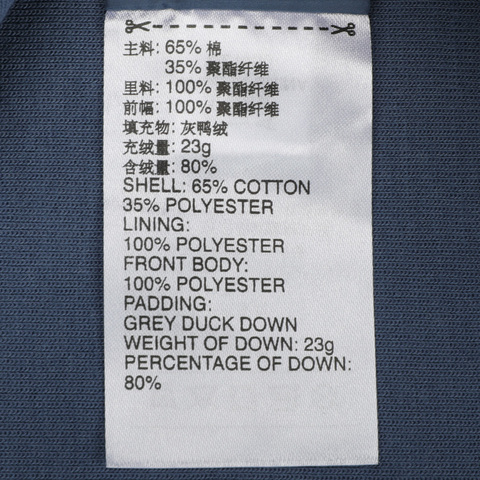 主料: 65% 棉
35% 聚酯纤维
里料: 100% 聚酯纤维
前幅: 100% 聚酯纤维
填充物: 灰鸭绒
充绒量: 23g
含绒量: 80%
SHELL: 65% COTTON
35% POLYESTER
LINING:
100% POLYESTER
FRONT BODY:
100% POLYESTER
PADDING:
GREY DUCK DOWN
WEIGHT OF DOWN: 23g
PERCENTAGE OF DOWN:
80%